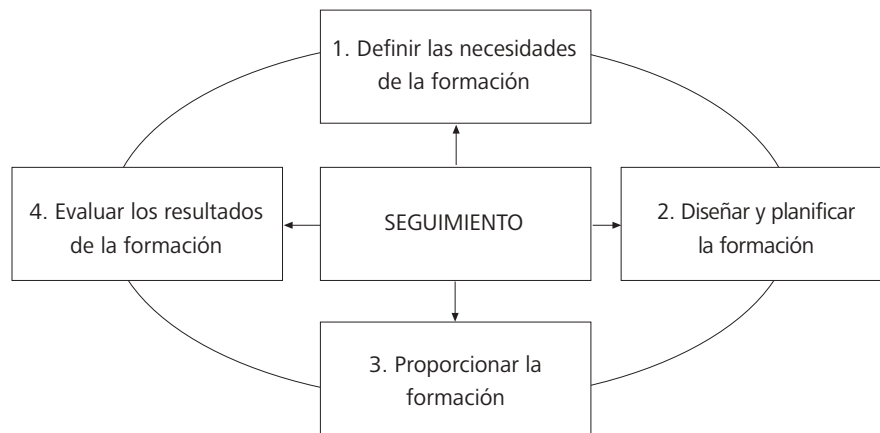 1. Definir las necesidades
de la formación
4. Evaluar los resultados
de la formación
SEGUIMIENTO
2. Diseñar y planificar
la formación
3. Proporcionar la
formación